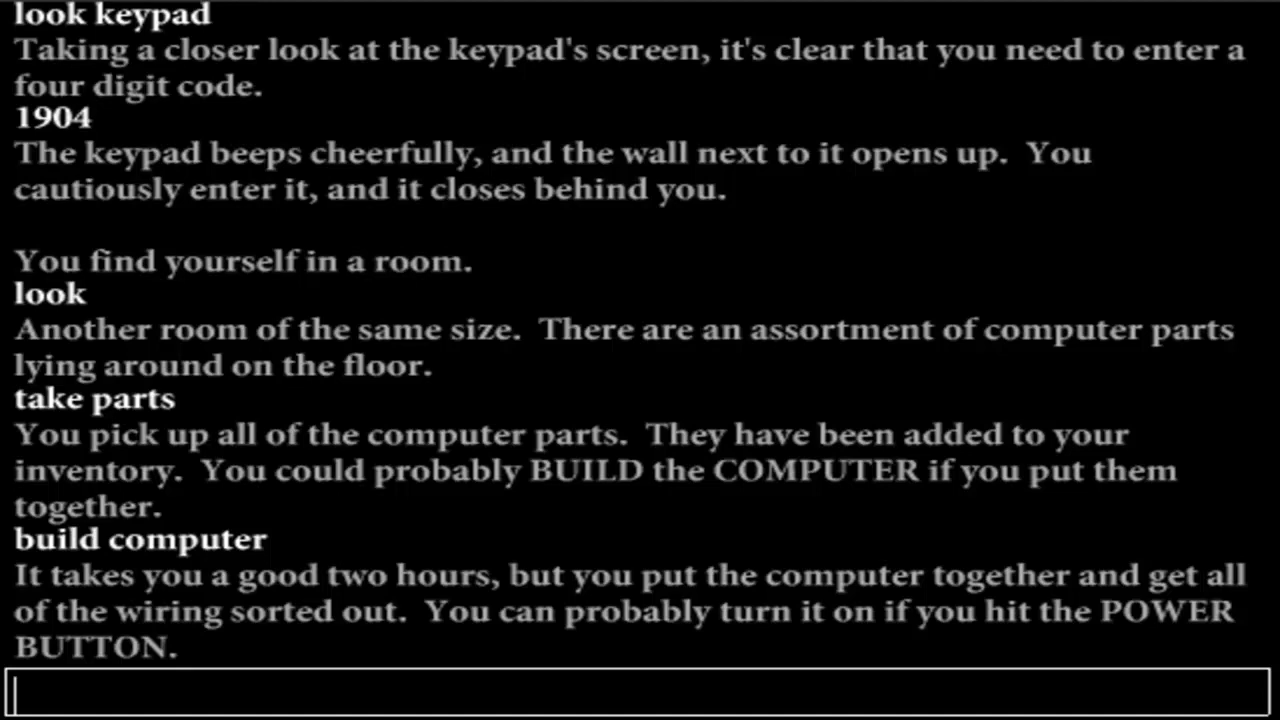 look keypad
Taking a closer look at the keypad's screen, it's clear that you need to enter a
four digit code.
1904
The keypad beeps cheerfully, and the wall next to it opens up.  You
cautiously enter it, and it closes behind you.
You find yourself in a room.
look
Another room of the same size.  There are an assortment of computer parts
lying around on the floor.
take parts
You pick up all of the computer parts.  They have been added to your
inventory.  You could probably BUILD the COMPUTER if you put them
together.
build computer
It takes you a good two hours, but you put the computer together and get all
of the wiring sorted out.  You can probably turn it on if you hit the POWER
BUTTON.